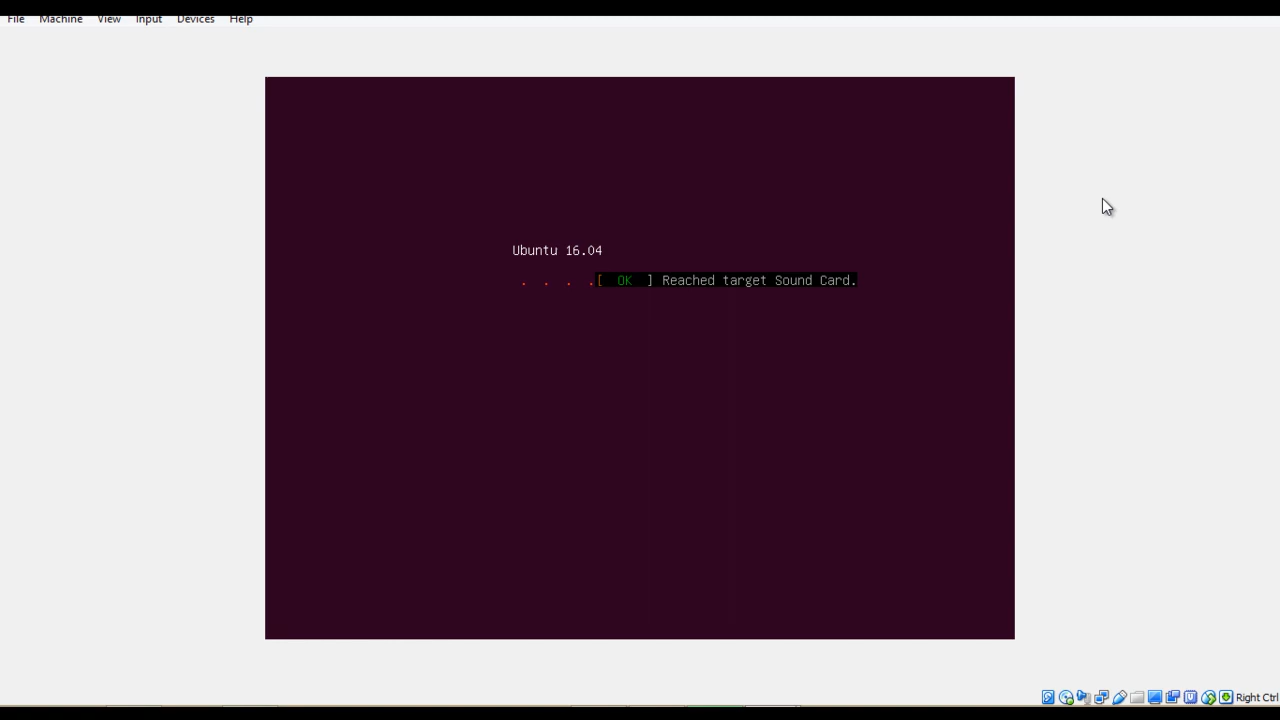 File Machine View Input Devices Help
Ubuntu 16.04
. . . .[ OK ] Reached target Sound Card.
Right Ctrl